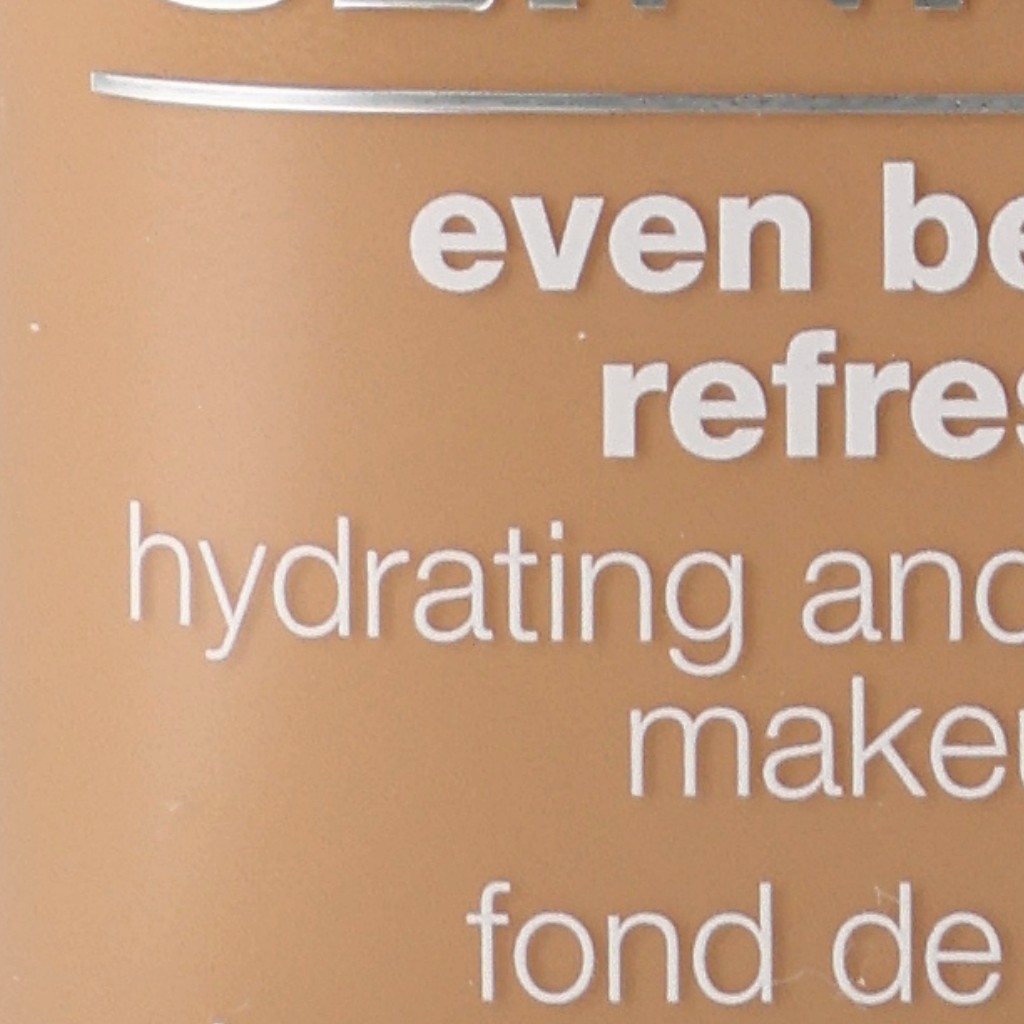 even be
refres
hydrating and
makeu
fond de